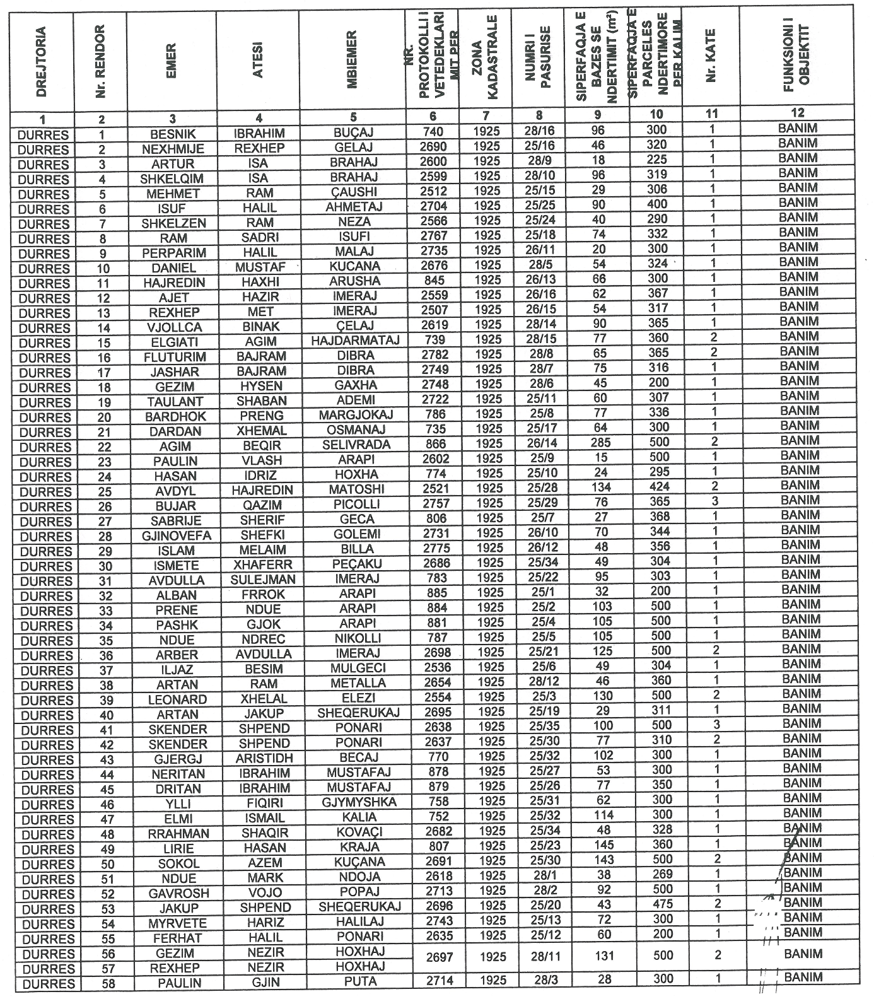 DREJTORIA Nr. RENDOR EMER ATESI MBIEMER NR. PROTOKOLLI I VETEDEKLARI MIT PER ZONA KADASTRALE NUMRI I PASURISE SIPERFAQJA E BAZES SE NDERTIMIT (m²) SIPERFAQJA E PARCELES NDERTIMORE PER KALIM Nr. KATE FUNKSIONI I OBJEKTIT
1 2 3 4 5 6 7 8 9 10 11 12
DURRES 1 BESNIK IBRAHIM BUÇAJ 740 1925 28/16 96 300 1 BANIM
DURRES 2 NEXHMIJE REXHEP GELAJ 2690 1925 25/16 46 320 1 BANIM
DURRES 3 ARTUR ISA BRAHAJ 2600 1925 28/9 18 225 1 BANIM
DURRES 4 SHKELQIM ISA BRAHAJ 2599 1925 28/10 96 319 1 BANIM
DURRES 5 MEHMET RAM ÇAUSHI 2512 1925 25/15 29 306 1 BANIM
DURRES 6 ISUF HALIL AHMETAJ 2704 1925 25/25 90 400 1 BANIM
DURRES 7 SHKELZEN RAM NEZA 2566 1925 25/24 40 290 1 BANIM
DURRES 8 RAM SADRI ISUFI 2767 1925 25/18 74 332 1 BANIM
DURRES 9 PERPARIM HALIL MALAJ 2735 1925 26/11 20 300 1 BANIM
DURRES 10 DANIEL MUSTAF KUCANA 2676 1925 28/5 54 324 1 BANIM
DURRES 11 HAJREDIN HAXHI ARUSHA 845 1925 26/13 66 300 1 BANIM
DURRES 12 AJET HAZIR IMERAJ 2559 1925 26/16 62 367 1 BANIM
DURRES 13 REXHEP MET IMERAJ 2507 1925 26/15 54 317 1 BANIM
DURRES 14 VJOLLCA BINAK ÇELAJ 2619 1925 28/14 90 365 1 BANIM
DURRES 15 ELGIATI AGIM HAJDARMATAJ 739 1925 28/15 77 360 2 BANIM
DURRES 16 FLUTURIM BAJRAM DIBRA 2782 1925 28/8 65 365 2 BANIM
DURRES 17 JASHAR BAJRAM DIBRA 2749 1925 28/7 75 316 1 BANIM
DURRES 18 GEZIM HYSEN GAXHA 2748 1925 28/6 45 200 1 BANIM
DURRES 19 TAULANT SHABAN ADEMI 2722 1925 25/11 60 307 1 BANIM
DURRES 20 BARDHOK PRENG MARGJOKAJ 786 1925 25/8 77 336 1 BANIM
DURRES 21 DARDAN XHEMAL OSMANAJ 735 1925 25/17 64 300 1 BANIM
DURRES 22 AGIM BEQIR SELIVRADA 866 1925 26/14 285 500 2 BANIM
DURRES 23 PAULIN VLASH ARAPI 2602 1925 25/9 15 500 1 BANIM
DURRES 24 HASAN IDRIZ HOXHA 774 1925 25/10 24 295 1 BANIM
DURRES 25 AVDYL HAJREDIN MATOSHI 2521 1925 25/28 134 424 2 BANIM
DURRES 26 BUJAR QAZIM PICOLLI 2757 1925 25/29 76 365 3 BANIM
DURRES 27 SABRIJE SHERIF GECA 806 1925 25/7 27 368 1 BANIM
DURRES 28 GJINOVEFA SHEFKI GOLEMI 2731 1925 26/10 70 344 1 BANIM
DURRES 29 ISLAM MELAIM BILLA 2775 1925 26/12 48 356 1 BANIM
DURRES 30 ISMETE XHAFERR PEÇAKU 2686 1925 25/34 49 304 1 BANIM
DURRES 31 AVDULLA SULEJMAN IMERAJ 783 1925 25/22 95 303 1 BANIM
DURRES 32 ALBAN FRROK ARAPI 885 1925 25/1 32 200 1 BANIM
DURRES 33 PRENE NDUE ARAPI 884 1925 25/2 103 500 1 BANIM
DURRES 34 PASHK GJOK ARAPI 881 1925 25/4 105 500 1 BANIM
DURRES 35 NDUE NDREC NIKOLLI 787 1925 25/5 105 500 1 BANIM
DURRES 36 ARBER AVDULLA IMERAJ 2698 1925 25/21 125 500 2 BANIM
DURRES 37 ILJAZ BESIM MULGECI 2536 1925 25/6 49 304 1 BANIM
DURRES 38 ARTAN RAM METALLA 2654 1925 28/12 46 360 1 BANIM
DURRES 39 LEONARD XHELAL ELEZI 2554 1925 25/3 130 500 2 BANIM
DURRES 40 ARTAN JAKUP SHEQERUKAJ 2695 1925 25/19 29 311 1 BANIM
DURRES 41 SKENDER SHPEND PONARI 2638 1925 25/35 100 500 3 BANIM
DURRES 42 SKENDER SHPEND PONARI 2637 1925 25/30 77 310 2 BANIM
DURRES 43 GJERGJ ARISTIDH BECAJ 770 1925 25/32 102 300 1 BANIM
DURRES 44 NERITAN IBRAHIM MUSTAFAJ 878 1925 25/27 53 300 1 BANIM
DURRES 45 DRITAN IBRAHIM MUSTAFAJ 879 1925 25/26 77 350 1 BANIM
DURRES 46 YLLI FIQIRI GJYMYSHKA 758 1925 25/31 62 300 1 BANIM
DURRES 47 ELMI ISMAIL KALIA 752 1925 25/32 114 300 1 BANIM
DURRES 48 RRAHMAN SHAQIR KOVAÇI 2682 1925 25/34 48 328 1 BANIM
DURRES 49 LIRIE HASAN KRAJA 807 1925 25/23 145 360 1 BANIM
DURRES 50 SOKOL AZEM KUÇANA 2691 1925 25/30 143 500 2 BANIM
DURRES 51 NDUE MARK NDOJA 2618 1925 28/1 38 269 1 BANIM
DURRES 52 GAVROSH VOJO POPAJ 2713 1925 28/2 92 500 1 BANIM
DURRES 53 JAKUP SHPEND SHEQERUKAJ 2696 1925 25/20 43 475 2 BANIM
DURRES 54 MYRVETE HARIZ HALILAJ 2743 1925 25/13 72 300 1 BANIM
DURRES 55 FERHAT HALIL PONARI 2635 1925 25/12 60 200 1 BANIM
DURRES 56 GEZIM NEZIR HOXHAJ 2697 1925 28/11 131 500 2 BANIM
DURRES 57 REXHEP NEZIR HOXHAJ
DURRES 58 PAULIN GJIN PUTA 2714 1925 28/3 28 300 1 BANIM